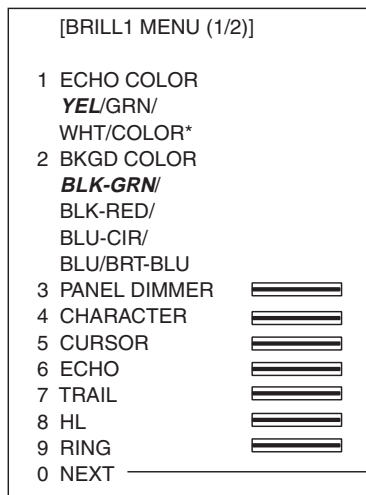 [BRILL1 MENU (1/2)]
1 ECHO COLOR
YEL/GRN/
WHT/COLOR*
2 BKGD COLOR
BLK-GRN/
BLK-RED/
BLU-CIR/
BLU/BRT-BLU
3 PANEL DIMMER
4 CHARACTER
5 CURSOR
6 ECHO
7 TRAIL
8 HL
9 RING
0 NEXT